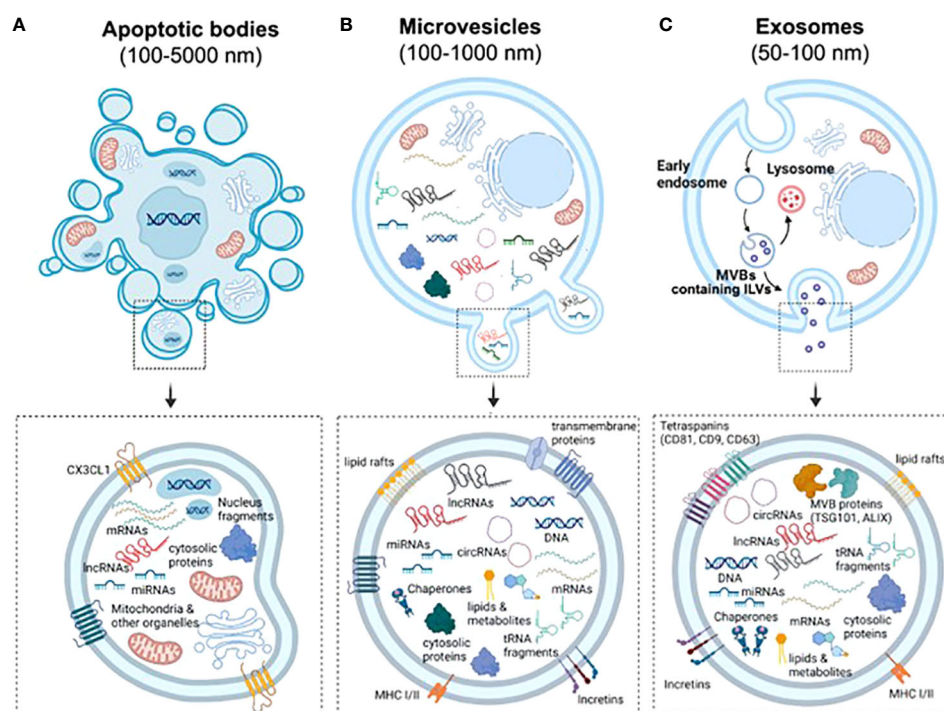 A
Apoptotic bodies
(100-5000 nm)
B
Microvesicles
(100-1000 nm)
C
Exosomes
(50-100 nm)
Early
endosome
Lysosome
MVBs
containing ILVs
CX3CL1
mRNAs
Nucleus
fragments
lncRNAs
cytosolic
proteins
miRNAs
Mitochondria &
other organelles
transmembrane
proteins
lipid rafts
lncRNAs
DNA
miRNAs
circRNAs
mRNAs
Chaperones
lipids &
metabolites
tRNA
fragments
cytosolic
proteins
MHC I/II
Incretins
Tetraspanins
(CD81, CD9, CD63)
lipid rafts
circRNAs
MVB proteins
(TSG101, ALIX)
lncRNAs
tRNA
fragments
DNA
miRNAs
mRNAs
Chaperones
cytosolic
proteins
lipids &
metabolites
Incretins
MHC I/II